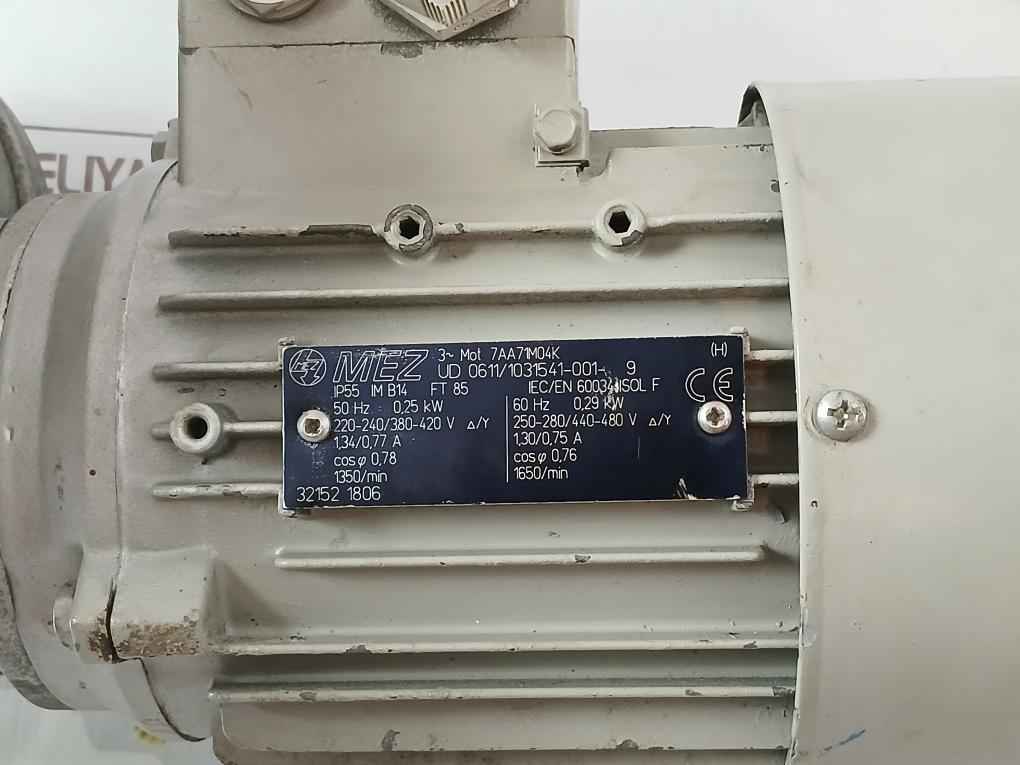 ELIYA
MEZ
3~ Mot 7AA71M04K
(H)
UD 0611/1031541-001- 9
IP55 IM B14 FT 85 IEC/EN 60034 ISOL F
CE
50 Hz 0,25 kW
220-240/380-420 V Δ/Y
1,34/0,77 A
cosφ 0,78
1350/min
60 Hz 0,29 kW
250-280/440-480 V Δ/Y
1,30/0,75 A
cosφ 0,76
1650/min
32152 1806